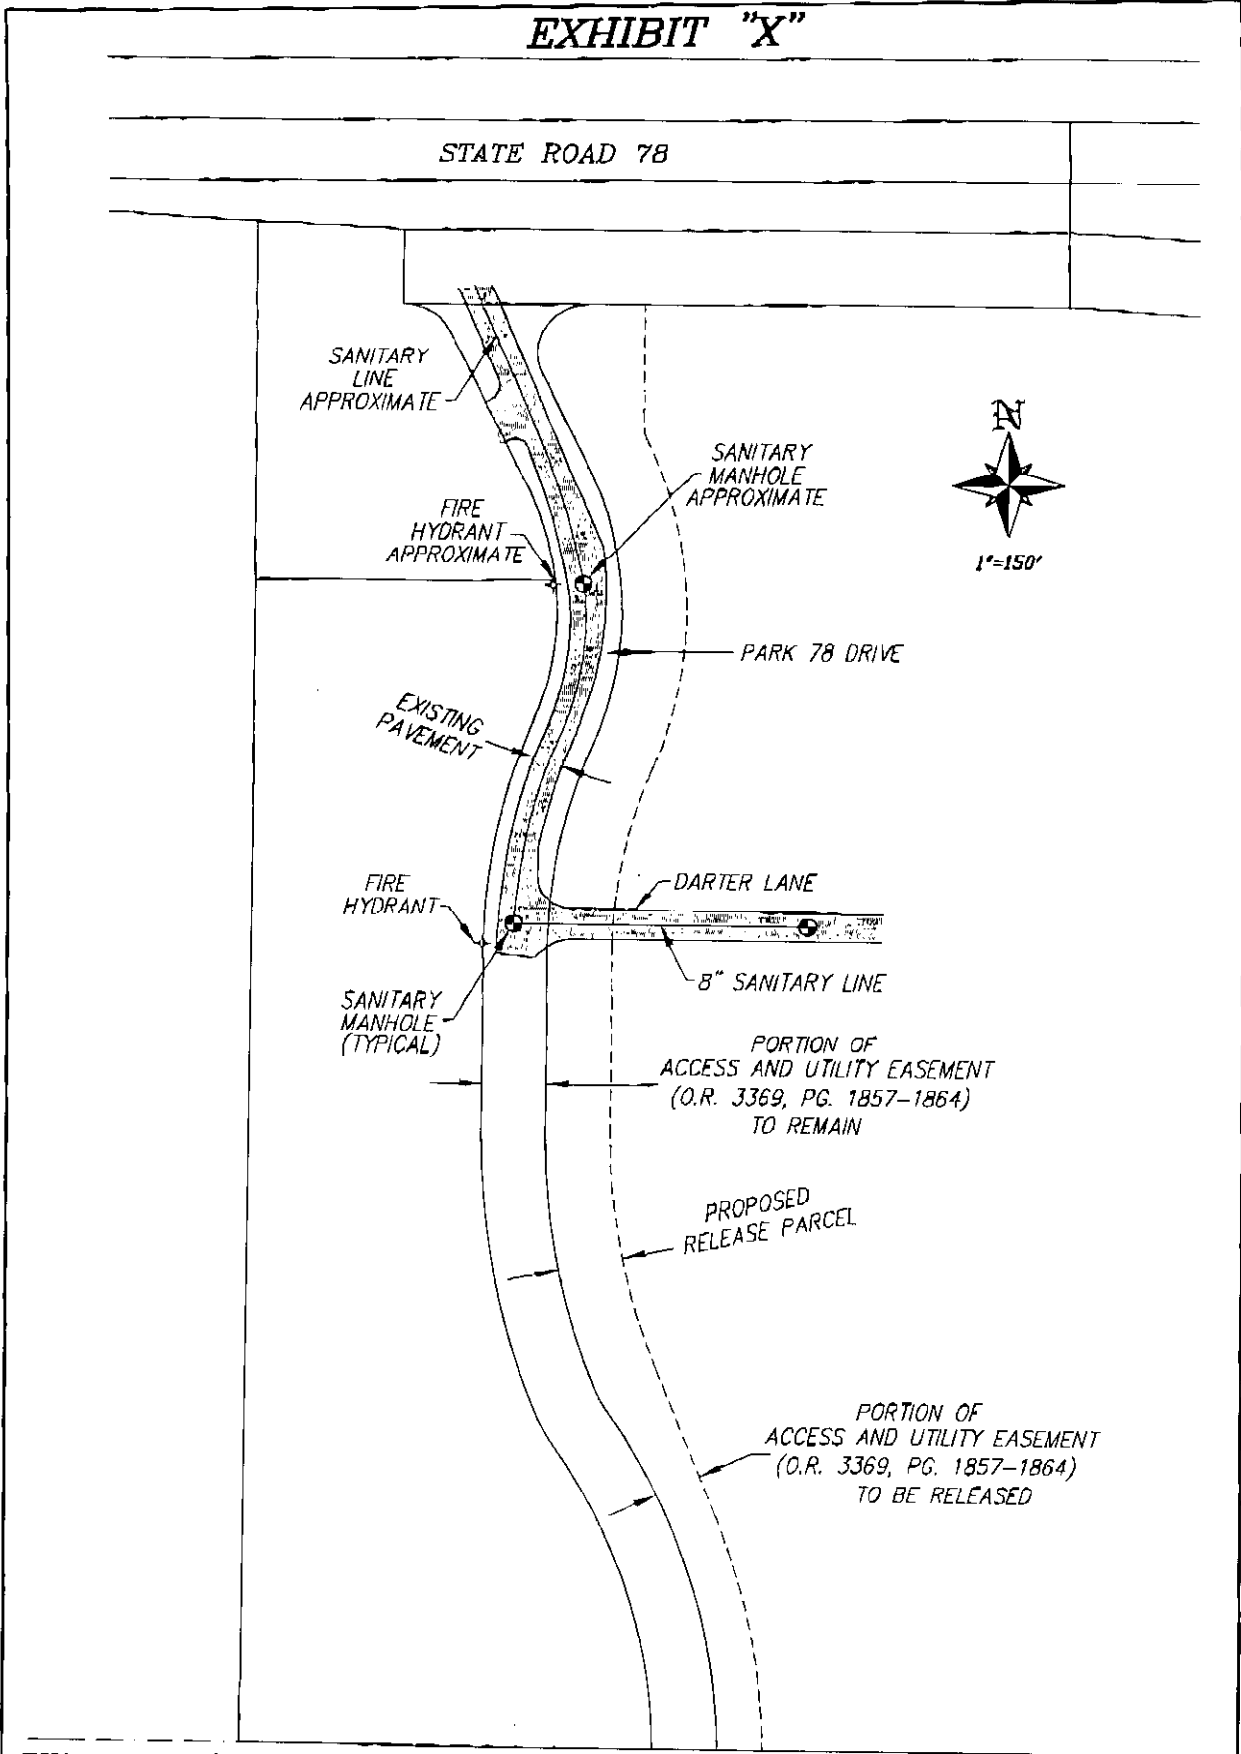 EXHIBIT "X"
STATE ROAD 78
SANITARY
LINE
APPROXIMATE
N
1"=150'
SANITARY
MANHOLE
APPROXIMATE
FIRE
HYDRANT
APPROXIMATE
PARK 78 DRIVE
EXISTING
PAVEMENT
FIRE
HYDRANT
DARTER LANE
8" SANITARY LINE
SANITARY
MANHOLE
(TYPICAL)
PORTION OF
ACCESS AND UTILITY EASEMENT
(O.R. 3369, PG. 1857-1864)
TO REMAIN
PROPOSED
RELEASE PARCEL
PORTION OF
ACCESS AND UTILITY EASEMENT
(O.R. 3369, PG. 1857-1864)
TO BE RELEASED